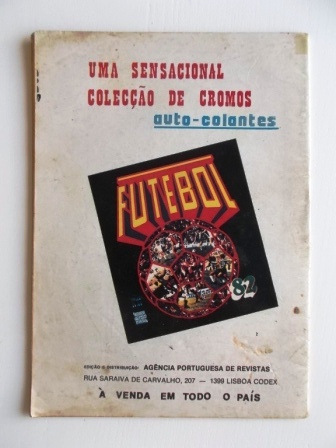 UMA SENSACIONAL
COLECÇÃO DE CROMOS
auto-colantes
FUTEBOL
82
EDIÇÃO E DISTRIBUIÇÃO: AGÊNCIA PORTUGUESA DE REVISTAS
RUA SARAIVA DE CARVALHO, 207 — 1399 LISBOA CODEX
À VENDA EM TODO O PAÍS